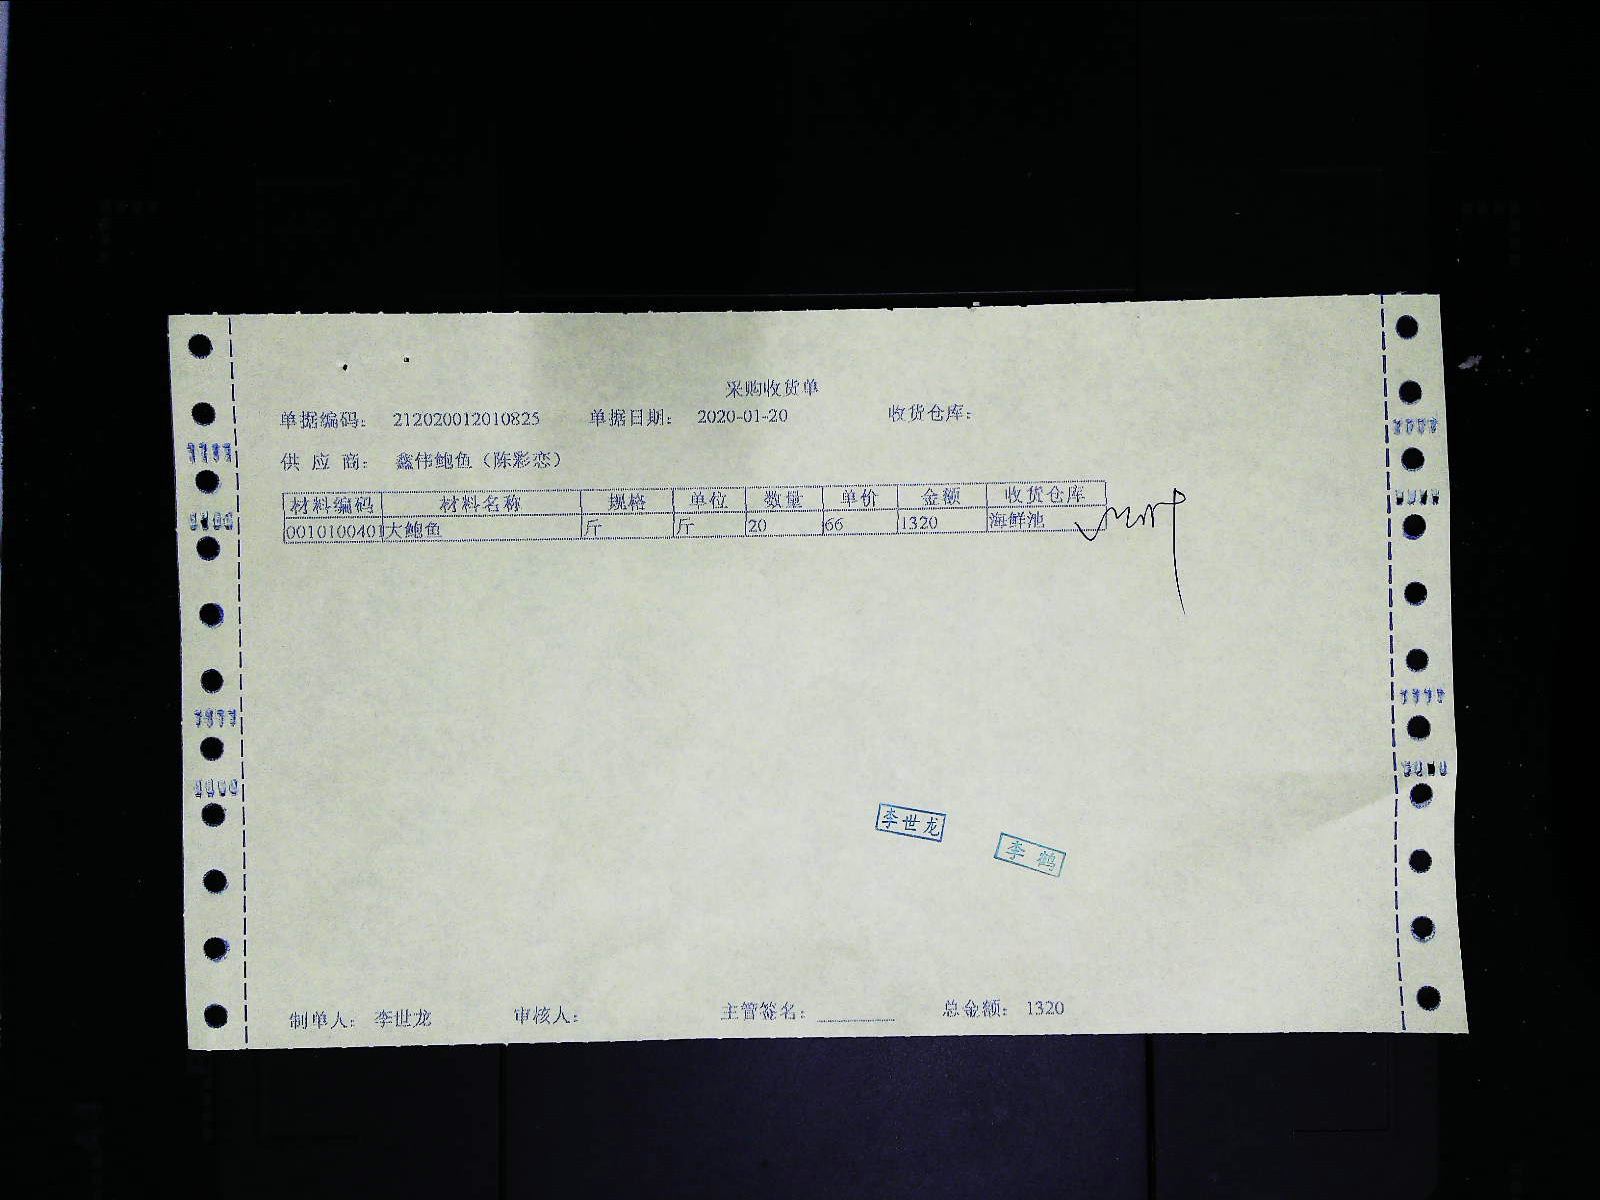 采购收货单
单据编码: 212020012010825 单据日期: 2020-01-20 收货仓库:
供 应 商: 鑫伟鲍鱼（陈彩恋）
材料编码 材料名称 规格 单位 数量 单价 金额 收货仓库
0010100401 大鲍鱼 斤 斤 20 66 1320 海鲜池
李世龙
李鹤
制单人: 李世龙 审核人: 主管签名: 总金额: 1320